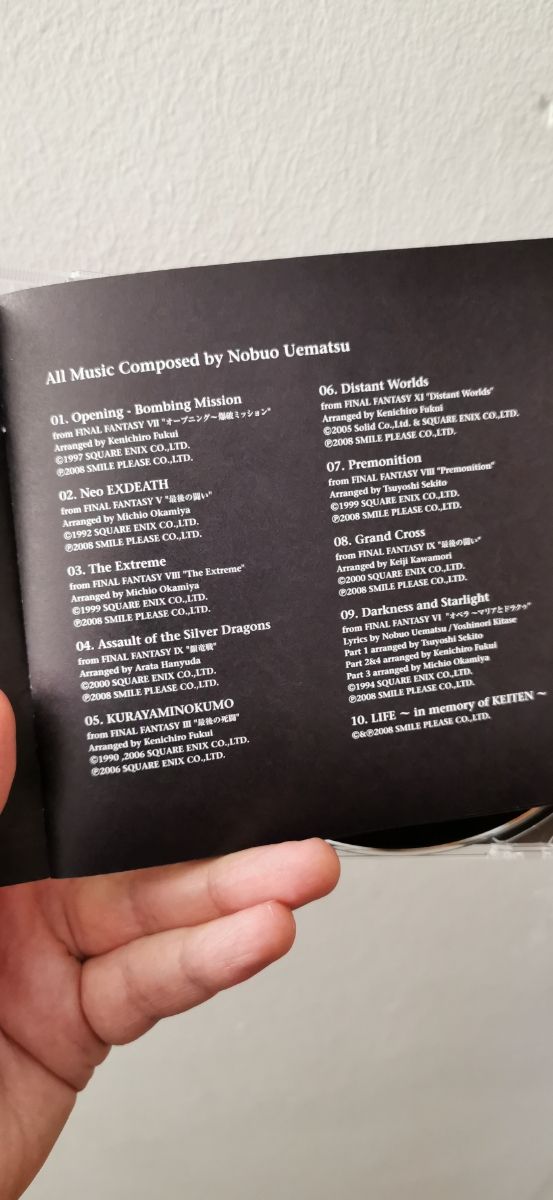 All Music Composed by Nobuo Uematsu
01. Opening - Bombing Mission
from FINAL FANTASY VII "オープニング～爆破ミッション"
Arranged by Kenichiro Fukui
©1997 SQUARE ENIX CO.,LTD.
℗2008 SMILE PLEASE CO.,LTD.
02. Neo EXDEATH
from FINAL FANTASY V "最後の闘い"
Arranged by Michio Okamiya
©1992 SQUARE ENIX CO.,LTD.
℗2008 SMILE PLEASE CO.,LTD.
03. The Extreme
from FINAL FANTASY VIII "The Extreme"
Arranged by Michio Okamiya
©1999 SQUARE ENIX CO.,LTD.
℗2008 SMILE PLEASE CO.,LTD.
04. Assault of the Silver Dragons
from FINAL FANTASY IX "銀竜戦"
Arranged by Arata Hanyuda
©2000 SQUARE ENIX CO.,LTD.
℗2008 SMILE PLEASE CO.,LTD.
05. KURAYAMINOKUMO
from FINAL FANTASY III "最後の死闘"
Arranged by Kenichiro Fukui
©1990 ,2006 SQUARE ENIX CO.,LTD.
℗2006 SQUARE ENIX CO.,LTD.
06. Distant Worlds
from FINAL FANTASY XI "Distant Worlds"
Arranged by Kenichiro Fukui
©2005 Solid Co.,Ltd. & SQUARE ENIX CO.,LTD.
℗2008 SMILE PLEASE CO.,LTD.
07. Premonition
from FINAL FANTASY VIII "Premonition"
Arranged by Tsuyoshi Sekito
©1999 SQUARE ENIX CO.,LTD.
℗2008 SMILE PLEASE CO.,LTD.
08. Grand Cross
from FINAL FANTASY IX "最後の闘い"
Arranged by Keiji Kawamori
©2000 SQUARE ENIX CO.,LTD.
℗2008 SMILE PLEASE CO.,LTD.
09. Darkness and Starlight
from FINAL FANTASY VI "オペラ～マリアとドラクゥ"
Lyrics by Nobuo Uematsu / Yoshinori Kitase
Part 1 arranged by Tsuyoshi Sekito
Part 2&4 arranged by Kenichiro Fukui
Part 3 arranged by Michio Okamiya
©1994 SQUARE ENIX CO.,LTD.
℗2008 SMILE PLEASE CO.,LTD.
10. LIFE ～ in memory of KEITEN ～
©&℗2008 SMILE PLEASE CO.,LTD.